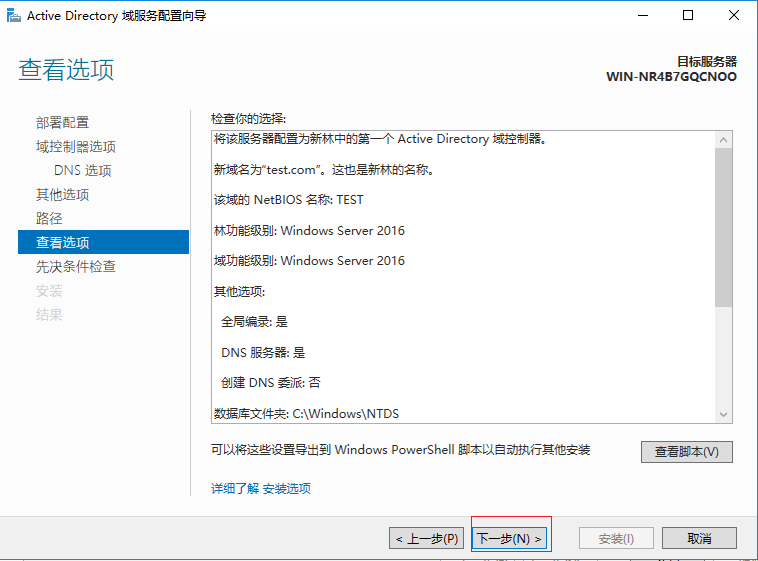 Active Directory 域服务配置向导
查看选项
目标服务器
WIN-NR4B7GQCNOO
部署配置
域控制器选项
DNS 选项
其他选项
路径
查看选项
先决条件检查
安装
结果
检查你的选择:
将该服务器配置为新林中的第一个 Active Directory 域控制器。
新域名为“test.com”。这也是新林的名称。
该域的 NetBIOS 名称: TEST
林功能级别: Windows Server 2016
域功能级别: Windows Server 2016
其他选项:
全局编录: 是
DNS 服务器: 是
创建 DNS 委派: 否
数据库文件夹: C:\Windows\NTDS
可以将这些设置导出到 Windows PowerShell 脚本以自动执行其他安装
查看脚本(V)
详细了解 安装选项
< 上一步(P)
下一步(N) >
安装(I)
取消